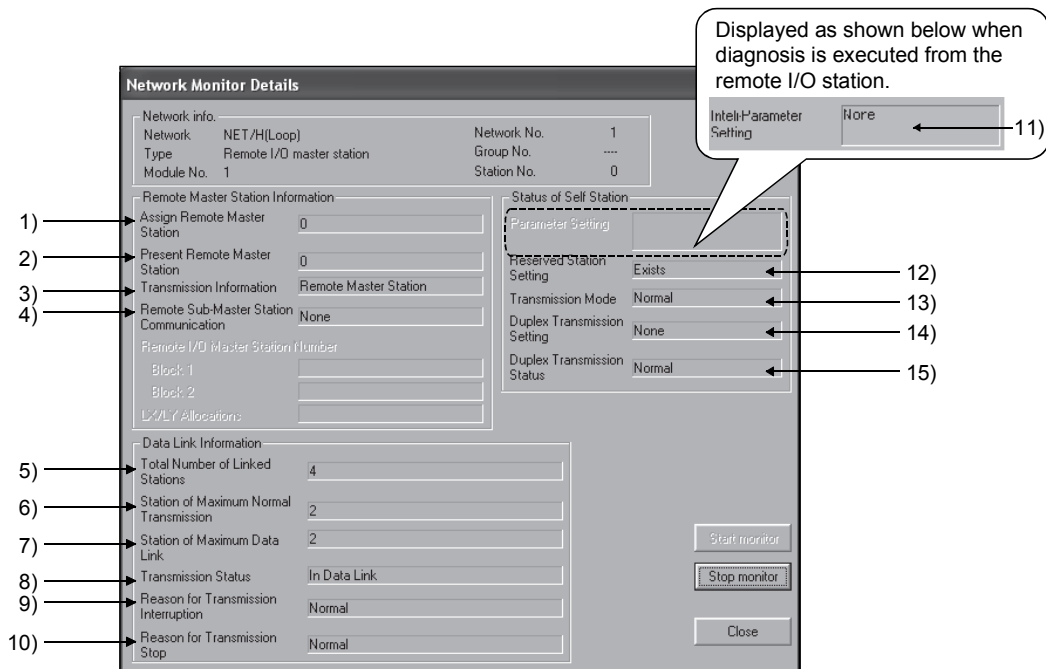 Displayed as shown below when
diagnosis is executed from the
remote I/O station.
Inteli-Parameter
Setting
Nore
11)
Network Monitor Details
Network info.
Network NET/H(Loop) Network No. 1
Type Remote I/O master station Group No. ----
Module No. 1 Station No. 0
Remote Master Station Information
1) Assign Remote Master
Station
0
2) Present Remote Master
Station
0
3) Transmission Information Remote Master Station
4) Remote Sub-Master Station
Communication
None
Remote I/O Master Station Number
Block 1
Block 2
LX/LY Allocations
Status of Self Station
Parameter Setting
Reserved Station
Setting
Exists 12)
Transmission Mode Normal 13)
Duplex Transmission
Setting
None 14)
Duplex Transmission
Status
Normal 15)
Data Link Information
5) Total Number of Linked
Stations
4
6) Station of Maximum Normal
Transmission
2
7) Station of Maximum Data
Link
2
8) Transmission Status In Data Link
9) Reason for Transmission
Interruption
Normal
10) Reason for Transmission
Stop
Normal
Start monitor
Stop monitor
Close